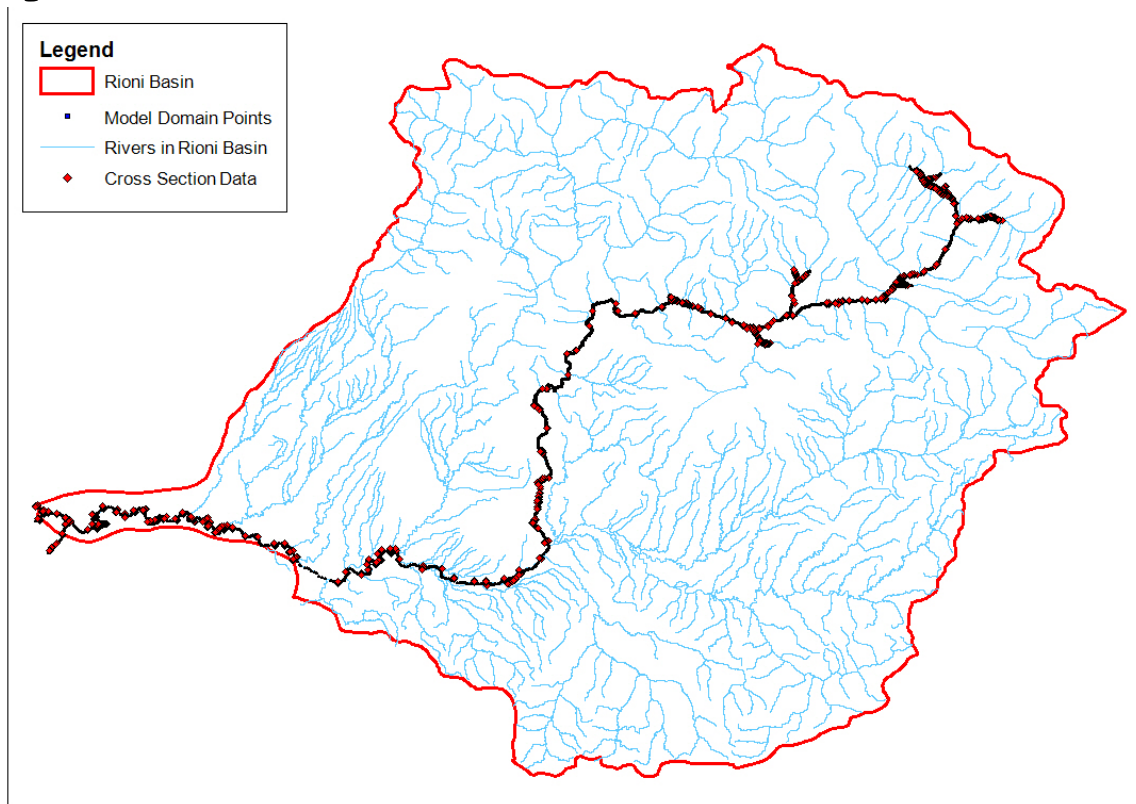 Legend
Rioni Basin
Model Domain Points
Rivers in Rioni Basin
Cross Section Data